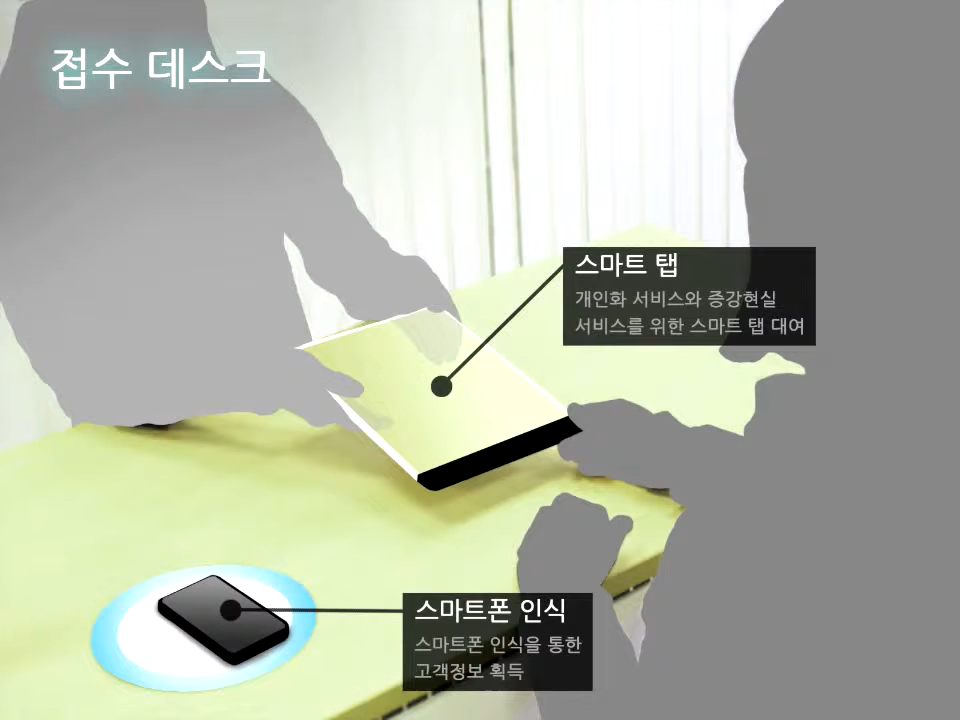 접수 데스크
스마트 탭
개인화 서비스와 증강현실
서비스를 위한 스마트 탭 대여
스마트폰 인식
스마트폰 인식을 통한
고객정보 획득